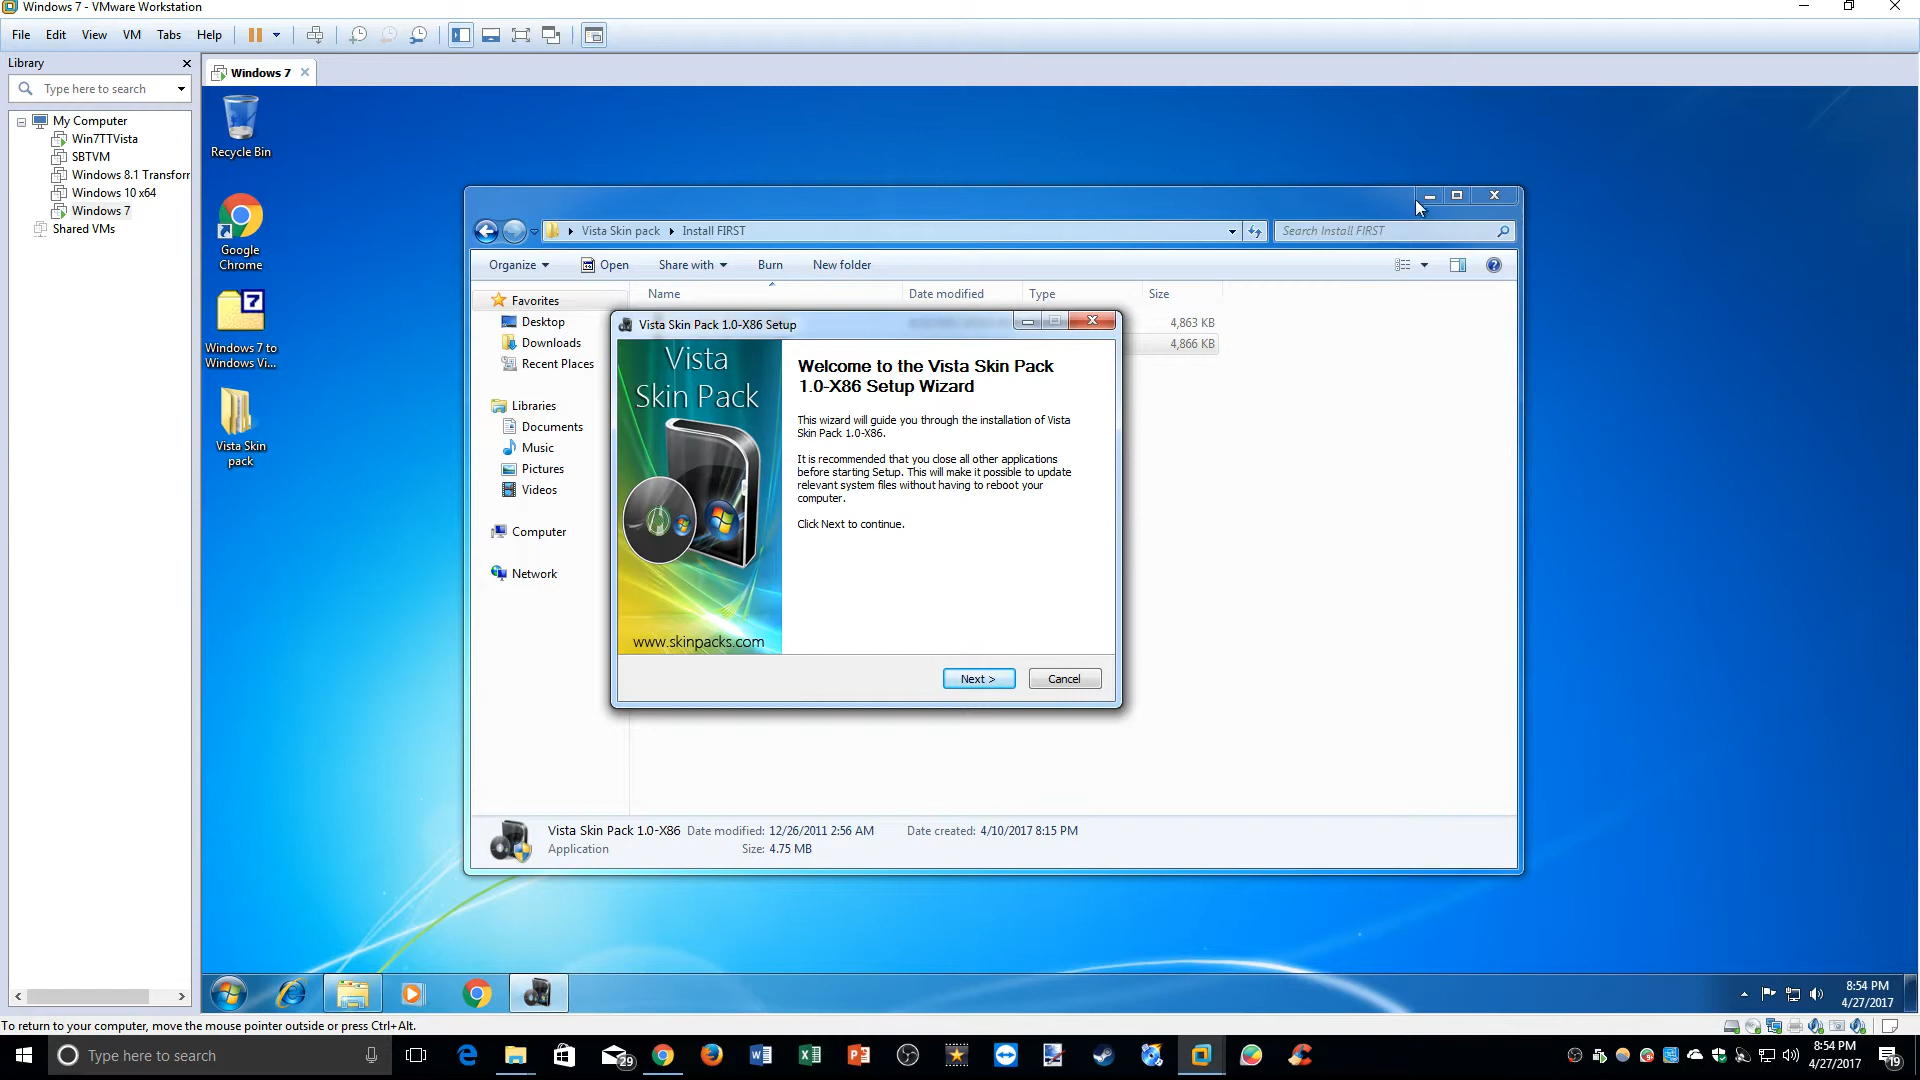 Windows 7 - VMware Workstation
File Edit View VM Tabs Help
Library
Type here to search
My Computer
Win7TTVista
SBTVM
Windows 8.1 Transforr
Windows 10 x64
Windows 7
Shared VMs
Windows 7
Recycle Bin
Google
Chrome
7
Windows 7 to
Windows Vi...
Vista Skin
pack
Vista Skin pack Install FIRST
Search Install FIRST
Organize Open Share with Burn New folder
Name Date modified Type Size
4,863 KB
4,866 KB
Favorites
Desktop
Downloads
Recent Places
Libraries
Documents
Music
Pictures
Videos
Computer
Network
Vista Skin Pack 1.0-X86 Setup
Vista
Skin Pack
www.skinpacks.com
Welcome to the Vista Skin Pack
1.0-X86 Setup Wizard
This wizard will guide you through the installation of Vista
Skin Pack 1.0-X86.
It is recommended that you close all other applications
before starting Setup. This will make it possible to update
relevant system files without having to reboot your
computer.
Click Next to continue.
Next > Cancel
Vista Skin Pack 1.0-X86 Date modified: 12/26/2011 2:56 AM Date created: 4/10/2017 8:15 PM
Application Size: 4.75 MB
8:54 PM
4/27/2017
To return to your computer, move the mouse pointer outside or press Ctrl+Alt.
Type here to search
29
8:54 PM
4/27/2017
19